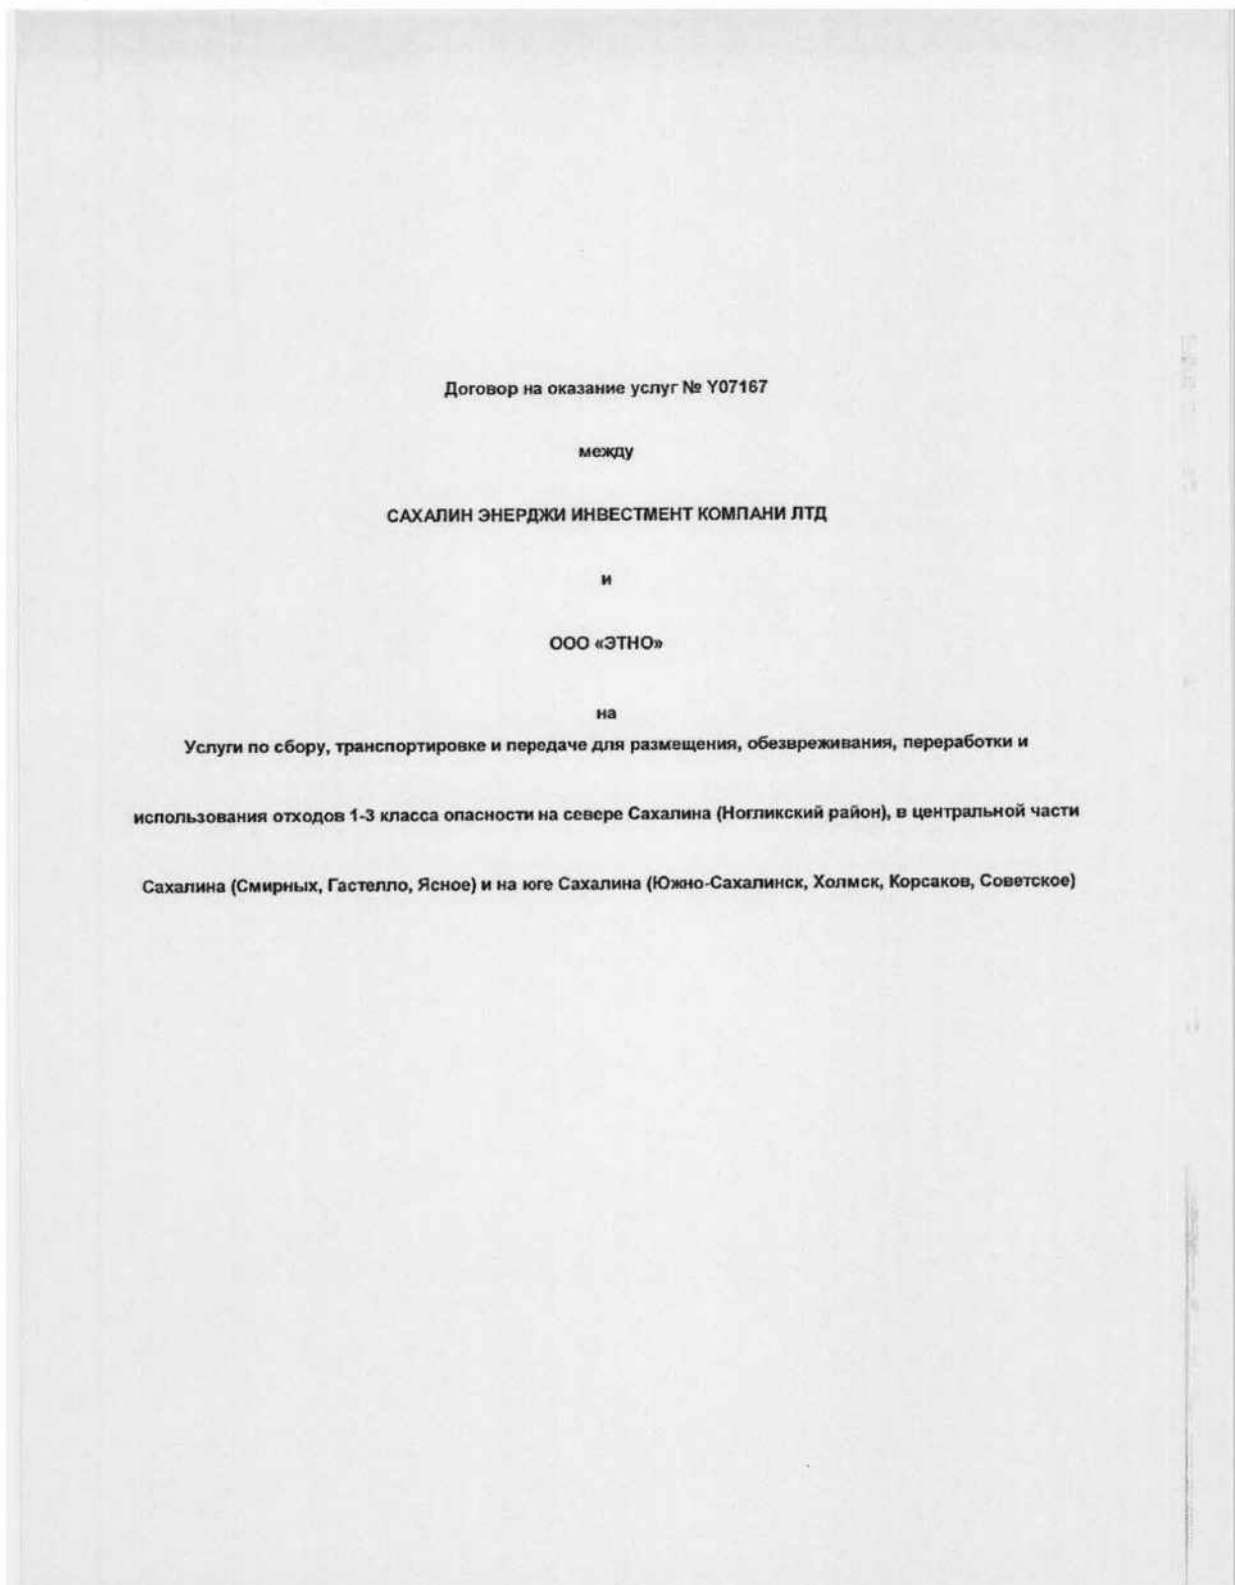 Договор на оказание услуг № Y07167
между
САХАЛИН ЭНЕРДЖИ ИНВЕСТМЕНТ КОМПАНИ ЛТД
и
ООО «ЭТНО»
на
Услуги по сбору, транспортировке и передаче для размещения, обезвреживания, переработки и
использования отходов 1-3 класса опасности на севере Сахалина (Ногликский район), в центральной части
Сахалина (Смирных, Гастелло, Ясное) и на юге Сахалина (Южно-Сахалинск, Холмск, Корсаков, Советское)